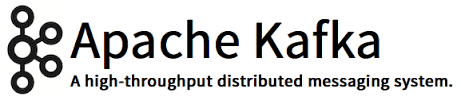 Apache Kafka
A high-throughput distributed messaging system.